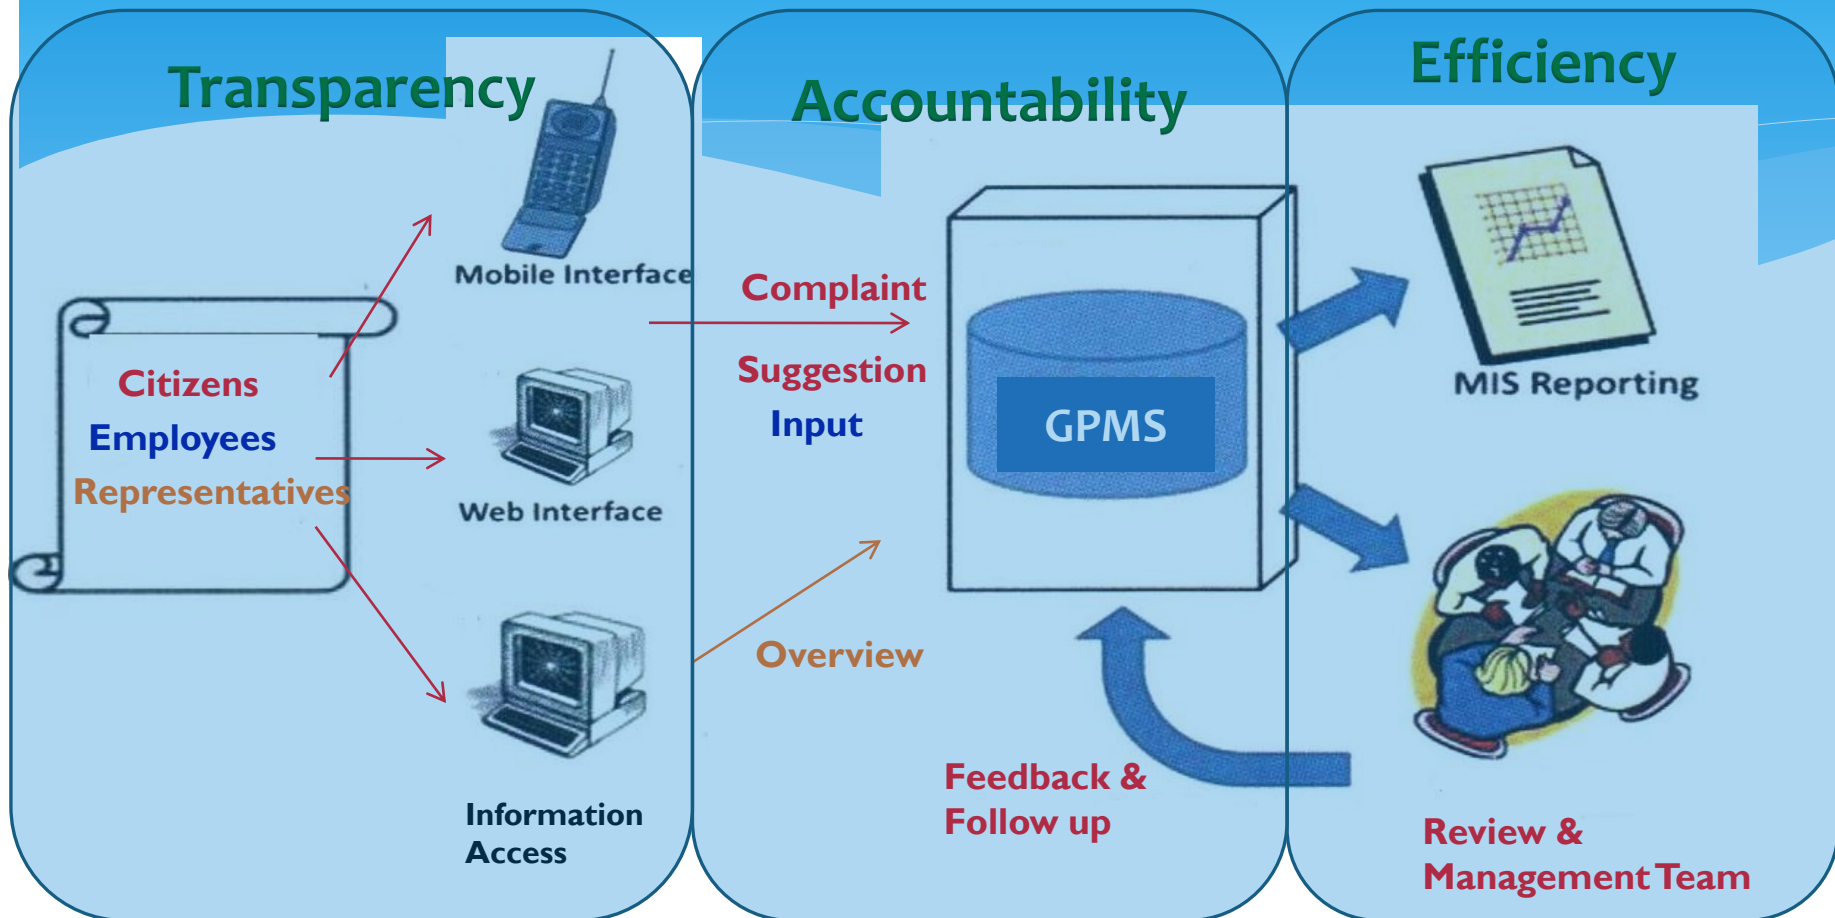 Transparency
Accountability
Efficiency
Mobile Interface
Citizens
Employees
Representatives
Web Interface
Information
Access
Complaint
Suggestion
Input
GPMS
Overview
Feedback &
Follow up
MIS Reporting
Review &
Management Team